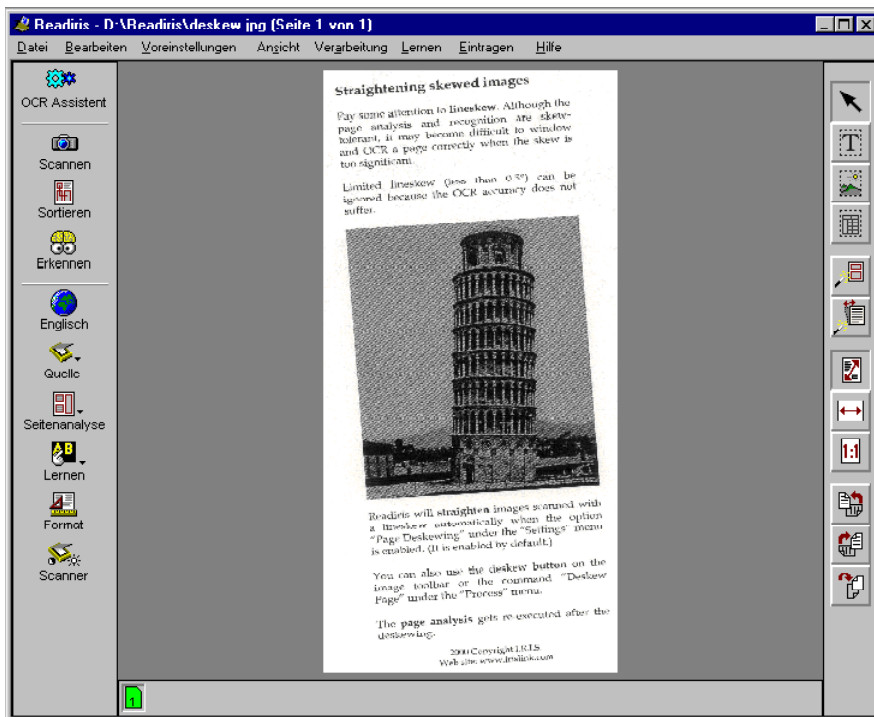 Readiris - D:\Readiris\deskew jpg (Seite 1 von 1)
Datei Bearbeiten Voreinstellungen Ansicht Verarbeitung Lernen Eintragen Hilfe
OCR Assistent
Scannen
Sortieren
Erkennen
Englisch
Quelle
Seitenanalyse
Lernen
Format
Scanner
Straightening skewed images
Pay some attention to lineskew. Although the
page analysis and recognition are skew-
tolerant, it may become difficult to window
and OCR a page correctly when the skew is
too significant.
Limited lineskew (less than 0.5°) can be
ignored because the OCR accuracy does not
suffer.
Readiris will straighten images scanned with
a lineskew automatically when the option
"Page Deskewing" under the "Settings" menu
is enabled. (It is enabled by default.)
You can also use the deskew button on the
image toolbar or the command "Deskew
Page" under the "Process" menu.
The page analysis gets re-executed after the
deskewing.
2000 Copyright I.R.I.S.
Web site: www.irislink.com
T
1:1
1